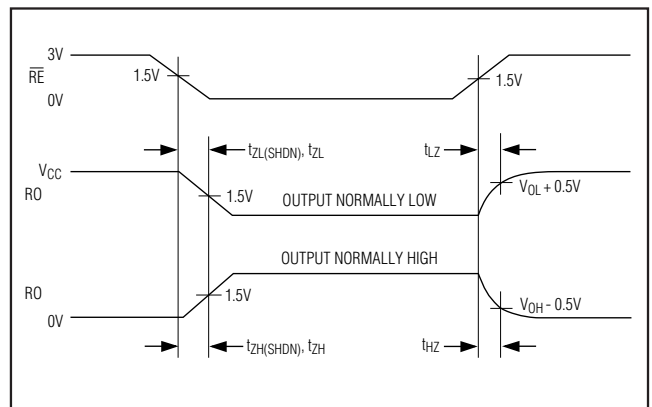 3V
R̅E̅
1.5V
1.5V
0V
tZL(SHDN), tZL
tLZ
VCC
RO
1.5V
OUTPUT NORMALLY LOW
VOL + 0.5V
OUTPUT NORMALLY HIGH
RO
1.5V
VOH - 0.5V
0V
tZH(SHDN), tZH
tHZ